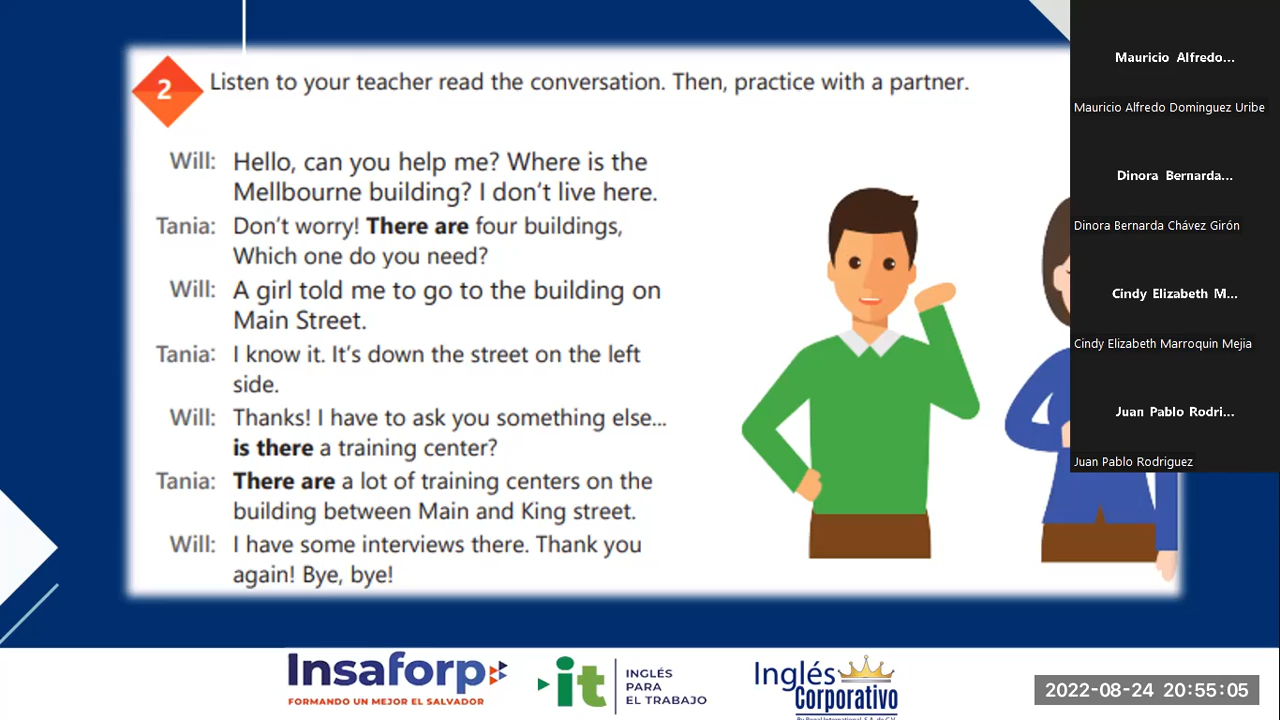 2
Listen to your teacher read the conversation. Then, practice with a partner.
Will: Hello, can you help me? Where is the
Mellbourne building? I don't live here.
Tania: Don't worry! There are four buildings,
Which one do you need?
Will: A girl told me to go to the building on
Main Street.
Tania: I know it. It's down the street on the left
side.
Will: Thanks! I have to ask you something else...
is there a training center?
Tania: There are a lot of training centers on the
building between Main and King street.
Will: I have some interviews there. Thank you
again! Bye, bye!
Mauricio Alfredo...
Mauricio Alfredo Dominguez Uribe
Dinora Bernarda...
Dinora Bernarda Chávez Girón
Cindy Elizabeth M...
Cindy Elizabeth Marroquin Mejia
Juan Pablo Rodri...
Juan Pablo Rodriguez
Insaforp
FORMANDO UN MEJOR EL SALVADOR
it
INGLÉS
PARA
EL TRABAJO
Inglés
Corporativo
2022-08-24 20:55:05